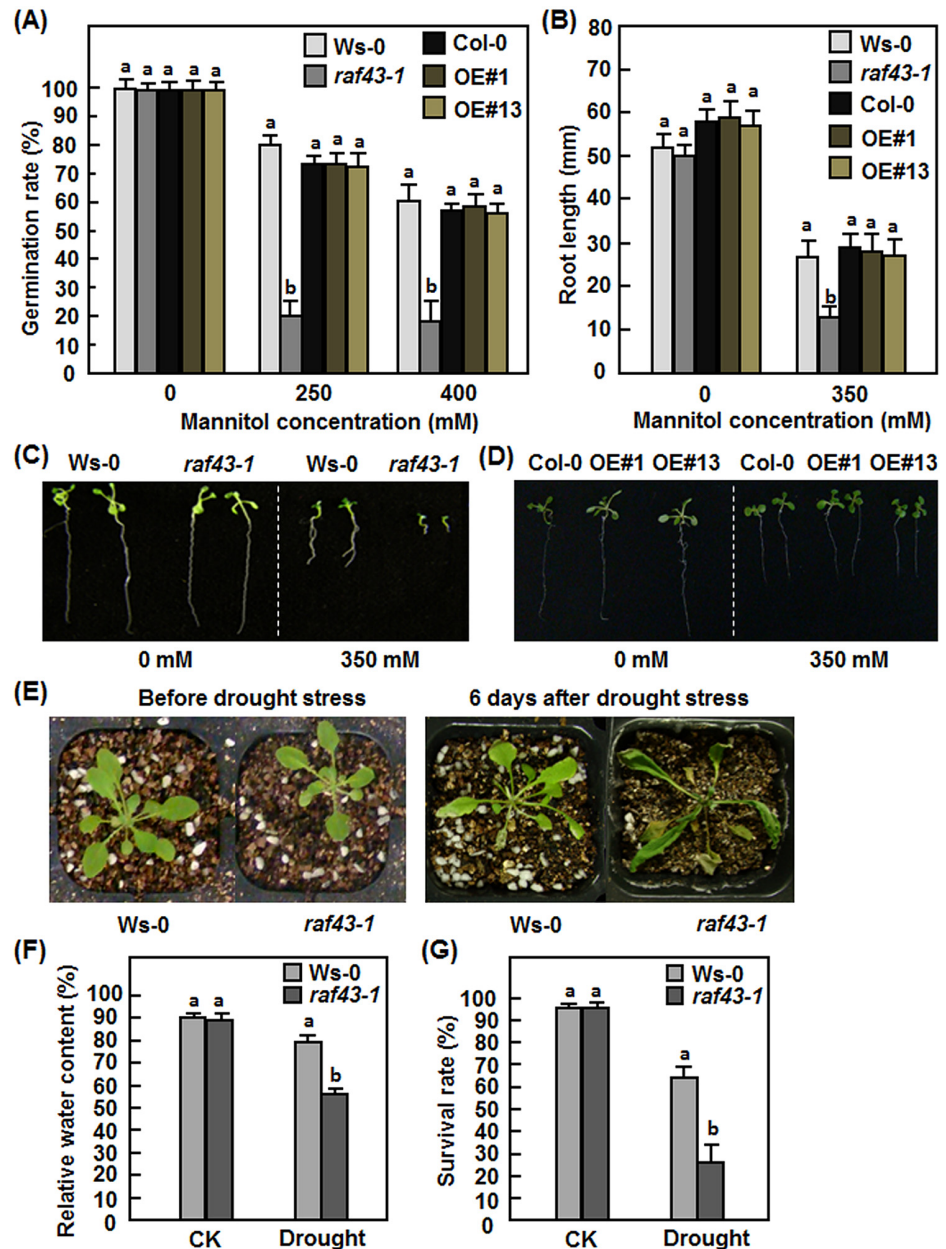 (A)
Germination rate (%)
100
90
80
70
60
50
40
30
20
10
0
Ws-0
raf43-1
Col-0
OE#1
OE#13
a a a a a
a b a a a
a b a a a
0 250 400
Mannitol concentration (mM)
(B)
Root length (mm)
80
70
60
50
40
30
20
10
0
Ws-0
raf43-1
Col-0
OE#1
OE#13
a a a a a
a b a a a
0 350
Mannitol concentration (mM)
(C)
Ws-0 raf43-1 Ws-0 raf43-1
0 mM 350 mM
(D)
Col-0 OE#1 OE#13 Col-0 OE#1 OE#13
0 mM 350 mM
(E)
Before drought stress 6 days after drought stress
Ws-0 raf43-1 Ws-0 raf43-1
(F)
Relative water content (%)
100
90
80
70
60
50
40
30
20
10
0
Ws-0
raf43-1
a a
a b
CK Drought
(G)
Survival rate (%)
100
90
80
70
60
50
40
30
20
10
0
Ws-0
raf43-1
a a
a b
CK Drought